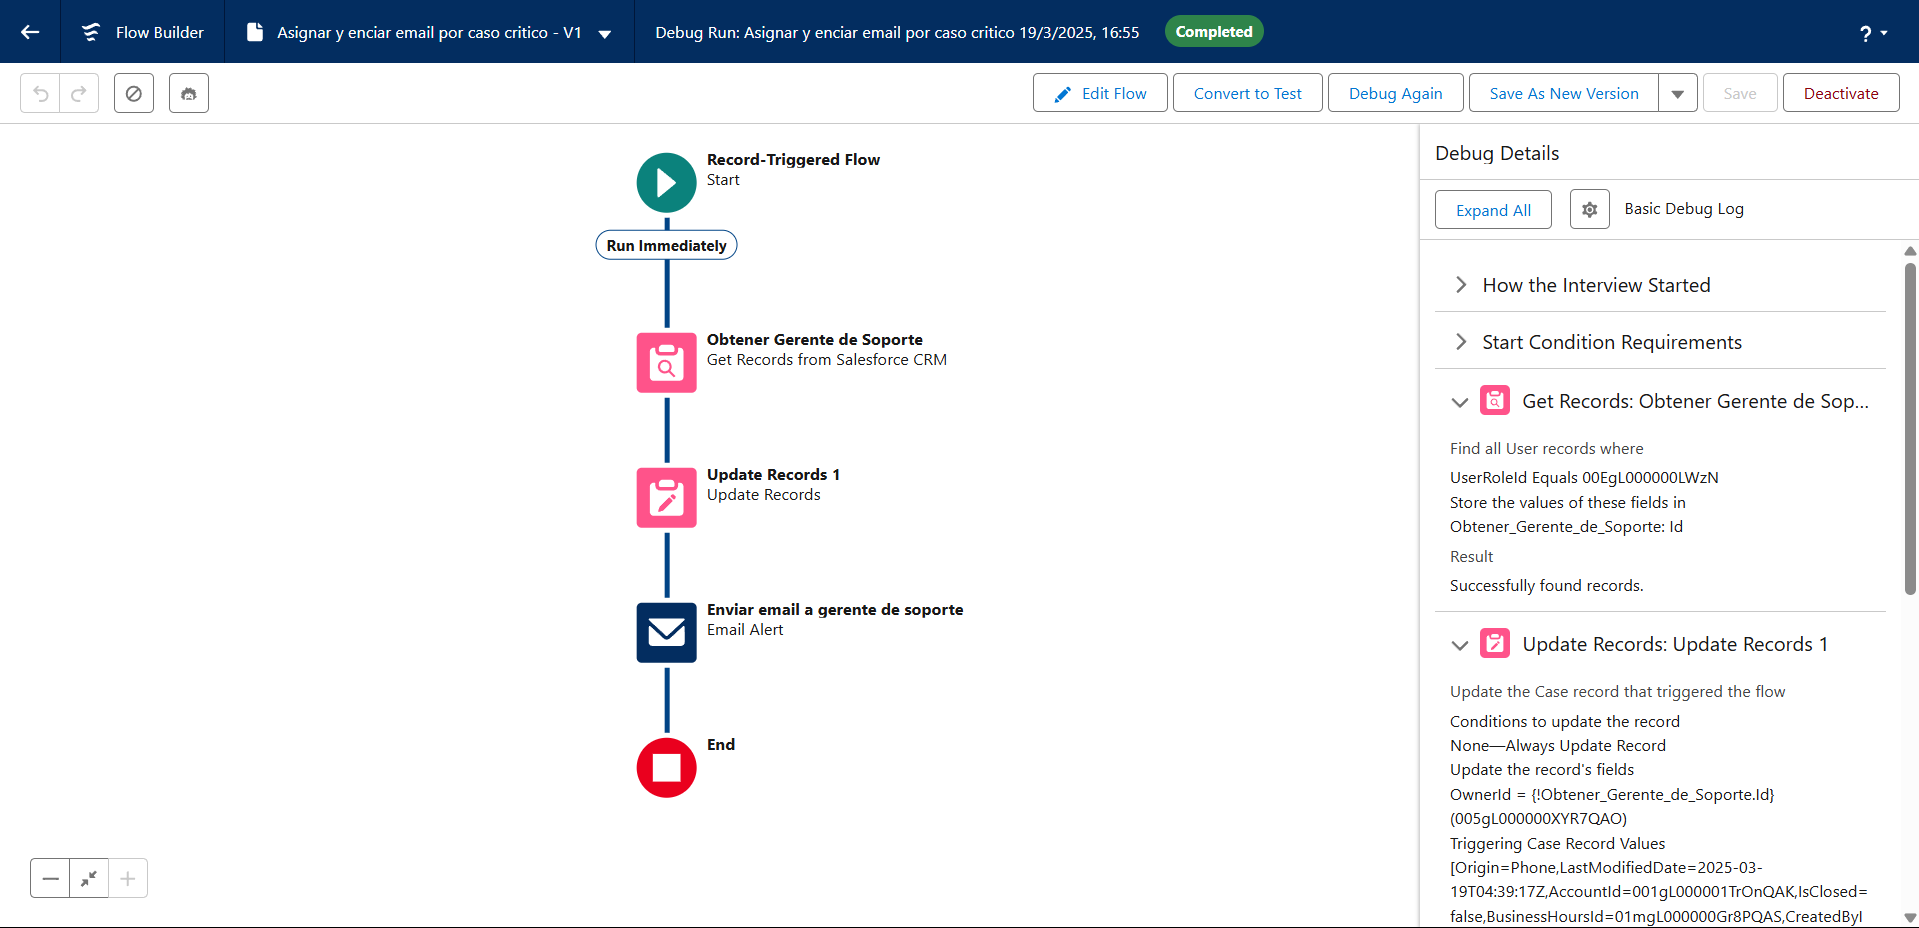 Flow Builder
Asignar y enciar email por caso critico - V1
Debug Run: Asignar y enciar email por caso critico 19/3/2025, 16:55
Completed
?
Edit Flow
Convert to Test
Debug Again
Save As New Version
Save
Deactivate
Record-Triggered Flow
Start
Run Immediately
Obtener Gerente de Soporte
Get Records from Salesforce CRM
Update Records 1
Update Records
Enviar email a gerente de soporte
Email Alert
End
Debug Details
Expand All
Basic Debug Log
How the Interview Started
Start Condition Requirements
Get Records: Obtener Gerente de Sop...
Find all User records where
UserRoleId Equals 00EgL000000LWzN
Store the values of these fields in
Obtener_Gerente_de_Soporte: Id
Result
Successfully found records.
Update Records: Update Records 1
Update the Case record that triggered the flow
Conditions to update the record
None—Always Update Record
Update the record's fields
OwnerId = {!Obtener_Gerente_de_Soporte.Id}
(005gL000000XYR7QAO)
Triggering Case Record Values
[Origin=Phone,LastModifiedDate=2025-03-
19T04:39:17Z,AccountId=001gL000001TrOnQAK,IsClosed=
false,BusinessHoursId=01mgL000000Gr8PQAS,CreatedByI